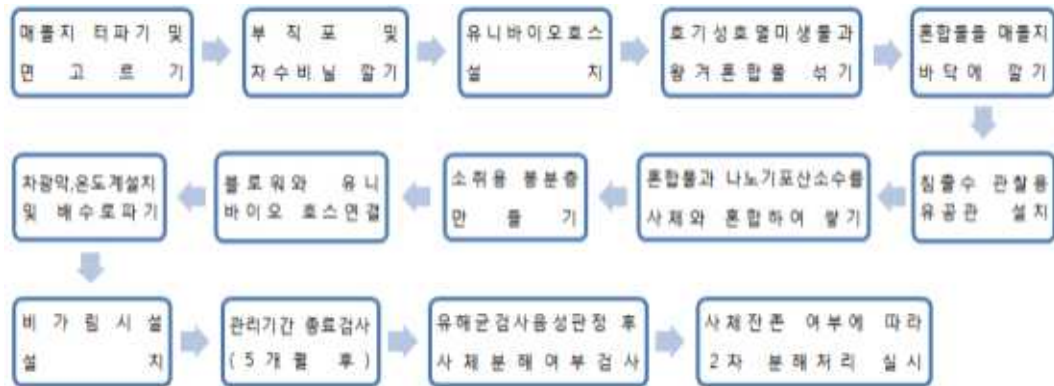 매몰지 터파기 및
면 고 르 기
부 직 포 및
차수비닐 깔기
유니바이오호스
설 치
호기성호열미생물과
왕겨혼합물 섞기
혼합물을 매몰지
바닥에 깔기
침출수 관찰용
유공관 설치
혼합물과 나노기포산소수를
사체와 혼합하여 쌓기
소취용 봉분층
만 들 기
블로워와 유니
바이오 호스연결
차광막,온도계설치
및 배수로파기
비 가 림 시 설
설 치
관리기간 종료검사
( 5 개 월 후 )
유해균검사음성판정 후
사체분해여부검사
사체잔존 여부에 따라
2차 분해처리 실시